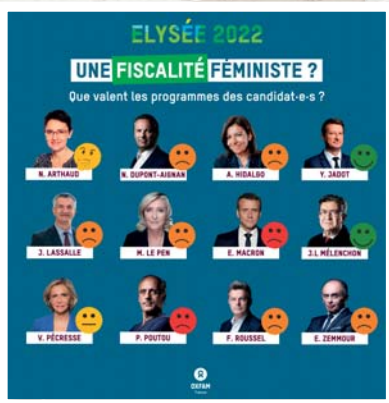 ELYSÉE 2022
UNE FISCALITÉ FÉMINISTE ?
Que valent les programmes des candidat·e·s ?
N. ARTHAUD
N. DUPONT-AIGNAN
A. HIDALGO
Y. JADOT
J. LASSALLE
M. LE PEN
E. MACRON
J.L MÉLENCHON
V. PÉCRESSE
P. POUTOU
F. ROUSSEL
E. ZEMMOUR
OXFAM
France